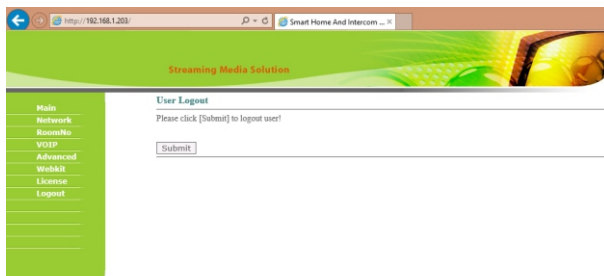 http://192.168.1.203/
Smart Home And Intercom ...
Streaming Media Solution
Main
Network
RoomNo
VOIP
Advanced
Webkit
License
Logout
User Logout
Please click [Submit] to logout user!
Submit